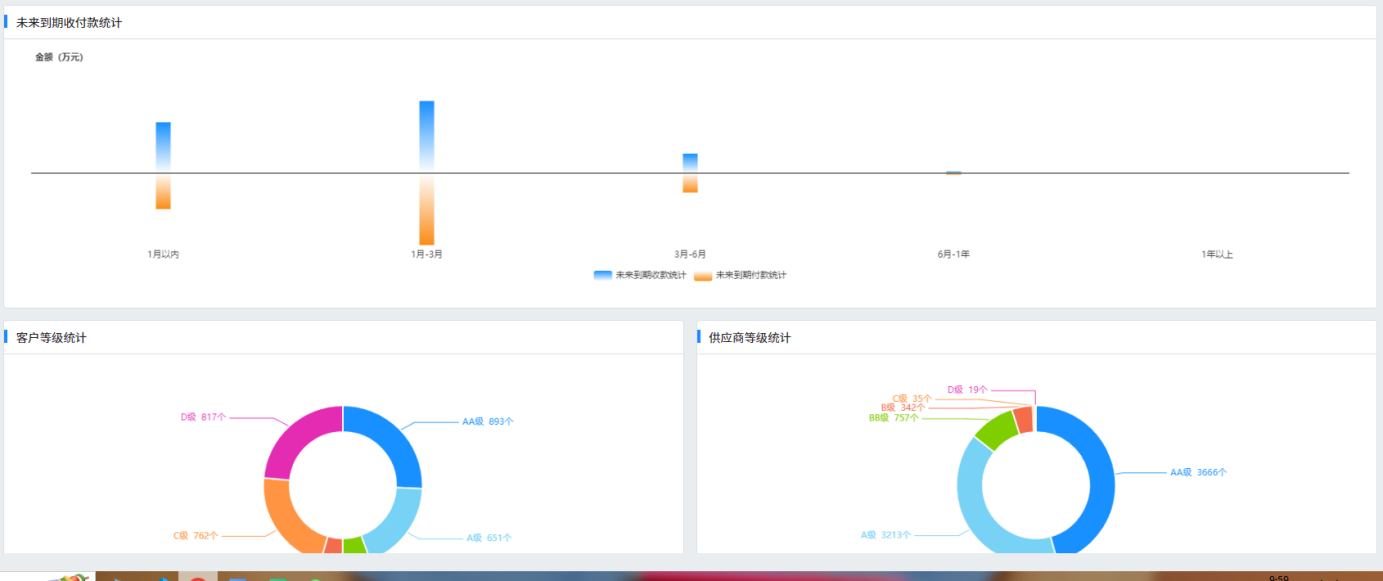 未来到期收付款统计
金额（万元）
1月以内 1月-3月 3月-6月 6月-1年 1年以上
未来到期收款统计 未来到期付款统计
客户等级统计 供应商等级统计
D级 817个
AA级 893个
C级 762个
A级 651个
D级 19个
C级 35个
B级 342个
BB级 757个
AA级 3666个
A级 3213个
9:59